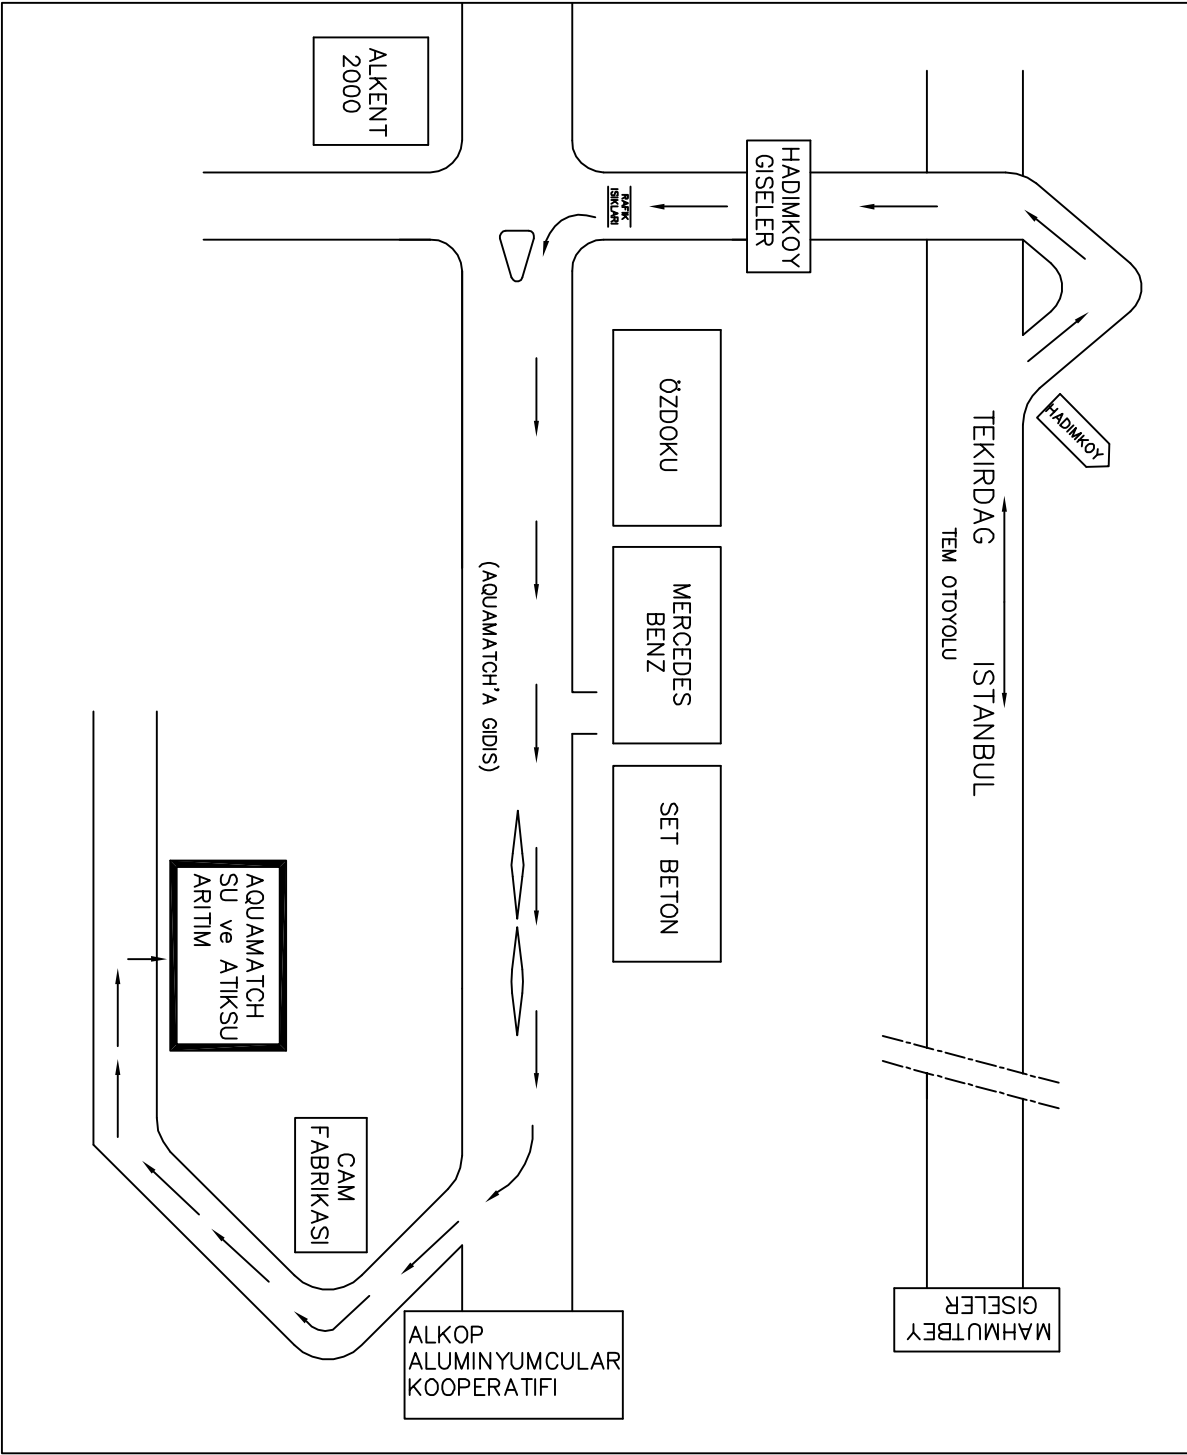 ALKENT
2000
HADIMKOY
GISELER
RAFIK
ISIKLARI
HADIMKOY
ÖZDOKU
MERCEDES
BENZ
SET BETON
TEKIRDAG
ISTANBUL
TEM OTOYOLU
(AQUAMATCH'A GIDIS)
AQUAMATCH
SU ve ATIKSU
ARITIM
CAM
FABRIKASI
ALKOP
ALUMINYUMCULAR
KOOPERATIFI
MAHMUTBEY
GISELER